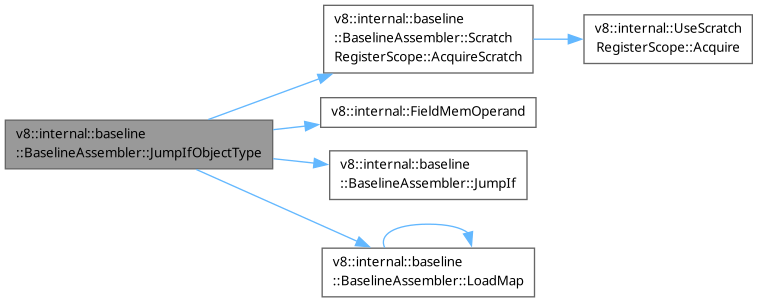 v8::internal::baseline
::BaselineAssembler::JumpIfObjectType
v8::internal::baseline
::BaselineAssembler::Scratch
RegisterScope::AcquireScratch
v8::internal::UseScratch
RegisterScope::Acquire
v8::internal::FieldMemOperand
v8::internal::baseline
::BaselineAssembler::JumpIf
v8::internal::baseline
::BaselineAssembler::LoadMap